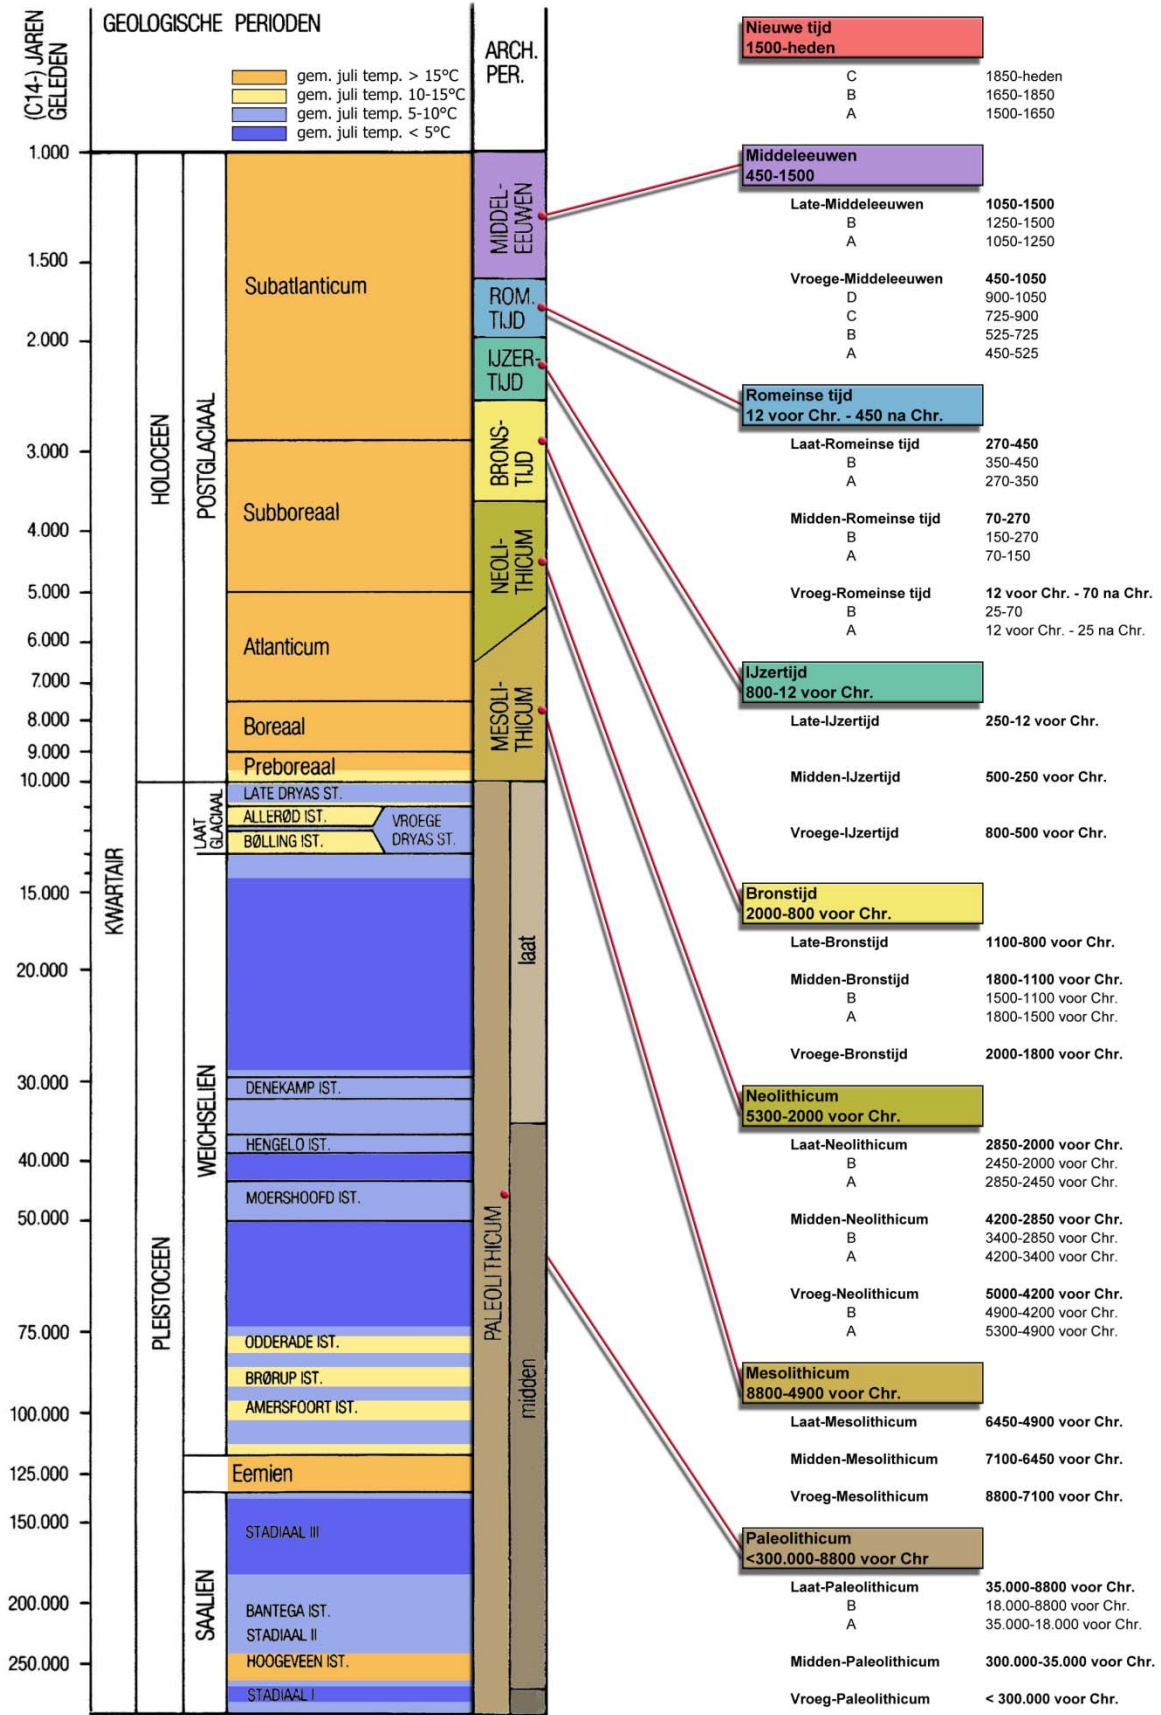 (C14-) JAREN
GELEDEN
GEOLOGISCHE PERIODEN
gem. juli temp. > 15°C
gem. juli temp. 10-15°C
gem. juli temp. 5-10°C
gem. juli temp. < 5°C
ARCH.
PER.
1.000
1.500
2.000
3.000
4.000
5.000
6.000
7.000
8.000
9.000
10.000
15.000
20.000
30.000
40.000
50.000
75.000
100.000
125.000
150.000
200.000
250.000
KWARTAIR
HOLOCEEN
PLEISTOCEEN
POSTGLACIAAL
LAAT
GLACIAAL
WEICHSELIEN
SAALIEN
Subatlanticum
Subboreaal
Atlanticum
Boreaal
Preboreaal
LATE DRYAS ST.
ALLERØD IST.
VROEGE
DRYAS ST.
BØLLING IST.
DENEKAMP IST.
HENGELO IST.
MOERSHOOFD IST.
ODDERADE IST.
BRØRUP IST.
AMERSFOORT IST.
Eemien
STADIAAL III
BANTEGA IST.
STADIAAL II
HOOGEVEEN IST.
STADIAAL I
MIDDEL-
EEUWEN
ROM.
TIJD
IJZER-
TIJD
BRONS-
TIJD
NEOLI-
THICUM
MESOLI-
THICUM
PALEOLITHICUM
laat
midden
Nieuwe tijd
1500-heden
C 1850-heden
B 1650-1850
A 1500-1650
Middeleeuwen
450-1500
Late-Middeleeuwen 1050-1500
B 1250-1500
A 1050-1250
Vroege-Middeleeuwen 450-1050
D 900-1050
C 725-900
B 525-725
A 450-525
Romeinse tijd
12 voor Chr. - 450 na Chr.
Laat-Romeinse tijd 270-450
B 350-450
A 270-350
Midden-Romeinse tijd 70-270
B 150-270
A 70-150
Vroeg-Romeinse tijd 12 voor Chr. - 70 na Chr.
B 25-70
A 12 voor Chr. - 25 na Chr.
IJzertijd
800-12 voor Chr.
Late-IJzertijd 250-12 voor Chr.
Midden-IJzertijd 500-250 voor Chr.
Vroege-IJzertijd 800-500 voor Chr.
Bronstijd
2000-800 voor Chr.
Late-Bronstijd 1100-800 voor Chr.
Midden-Bronstijd 1800-1100 voor Chr.
B 1500-1100 voor Chr.
A 1800-1500 voor Chr.
Vroege-Bronstijd 2000-1800 voor Chr.
Neolithicum
5300-2000 voor Chr.
Laat-Neolithicum 2850-2000 voor Chr.
B 2450-2000 voor Chr.
A 2850-2450 voor Chr.
Midden-Neolithicum 4200-2850 voor Chr.
B 3400-2850 voor Chr.
A 4200-3400 voor Chr.
Vroeg-Neolithicum 5000-4200 voor Chr.
B 4900-4200 voor Chr.
A 5300-4900 voor Chr.
Mesolithicum
8800-4900 voor Chr.
Laat-Mesolithicum 6450-4900 voor Chr.
Midden-Mesolithicum 7100-6450 voor Chr.
Vroeg-Mesolithicum 8800-7100 voor Chr.
Paleolithicum
<300.000-8800 voor Chr
Laat-Paleolithicum 35.000-8800 voor Chr.
B 18.000-8800 voor Chr.
A 35.000-18.000 voor Chr.
Midden-Paleolithicum 300.000-35.000 voor Chr.
Vroeg-Paleolithicum < 300.000 voor Chr.